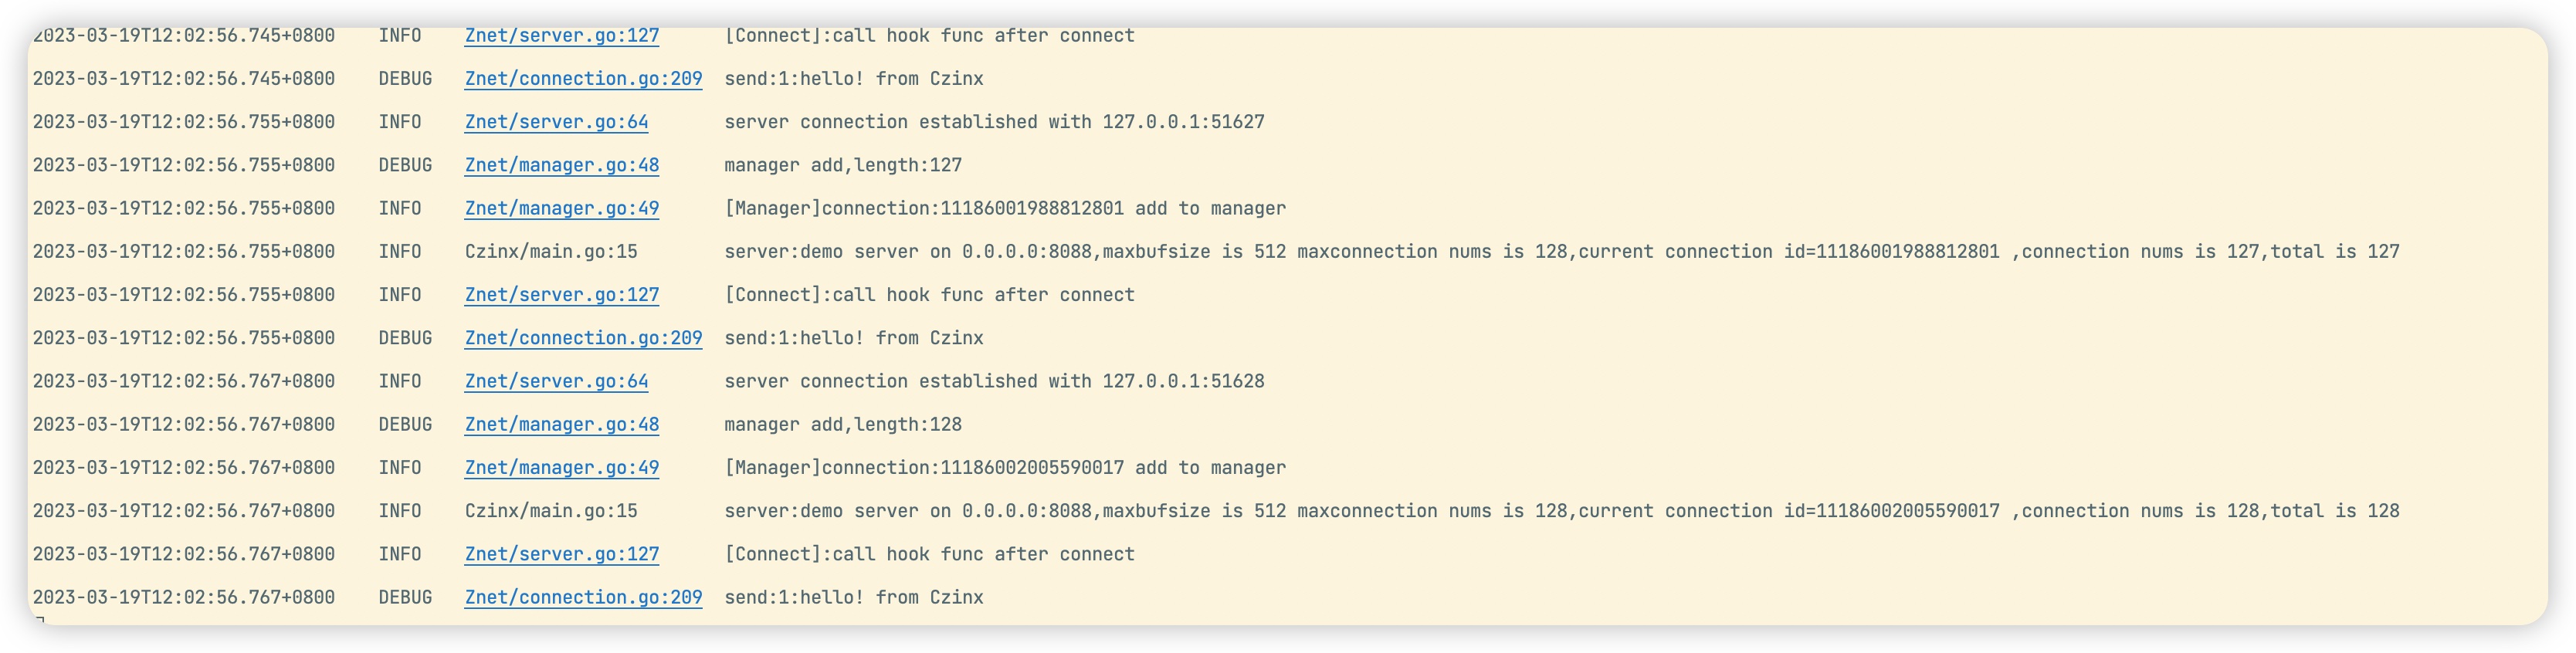 2023-03-19T12:02:56.745+0800 INFO Znet/server.go:127 [Connect]:call hook func after connect
2023-03-19T12:02:56.745+0800 DEBUG Znet/connection.go:209 send:1:hello! from Czinx
2023-03-19T12:02:56.755+0800 INFO Znet/server.go:64 server connection established with 127.0.0.1:51627
2023-03-19T12:02:56.755+0800 DEBUG Znet/manager.go:48 manager add,length:127
2023-03-19T12:02:56.755+0800 INFO Znet/manager.go:49 [Manager]connection:11186001988812801 add to manager
2023-03-19T12:02:56.755+0800 INFO Czinx/main.go:15 server:demo server on 0.0.0.0:8088,maxbufsize is 512 maxconnection nums is 128,current connection id=11186001988812801 ,connection nums is 127,total is 127
2023-03-19T12:02:56.755+0800 INFO Znet/server.go:127 [Connect]:call hook func after connect
2023-03-19T12:02:56.755+0800 DEBUG Znet/connection.go:209 send:1:hello! from Czinx
2023-03-19T12:02:56.767+0800 INFO Znet/server.go:64 server connection established with 127.0.0.1:51628
2023-03-19T12:02:56.767+0800 DEBUG Znet/manager.go:48 manager add,length:128
2023-03-19T12:02:56.767+0800 INFO Znet/manager.go:49 [Manager]connection:11186002005590017 add to manager
2023-03-19T12:02:56.767+0800 INFO Czinx/main.go:15 server:demo server on 0.0.0.0:8088,maxbufsize is 512 maxconnection nums is 128,current connection id=11186002005590017 ,connection nums is 128,total is 128
2023-03-19T12:02:56.767+0800 INFO Znet/server.go:127 [Connect]:call hook func after connect
2023-03-19T12:02:56.767+0800 DEBUG Znet/connection.go:209 send:1:hello! from Czinx